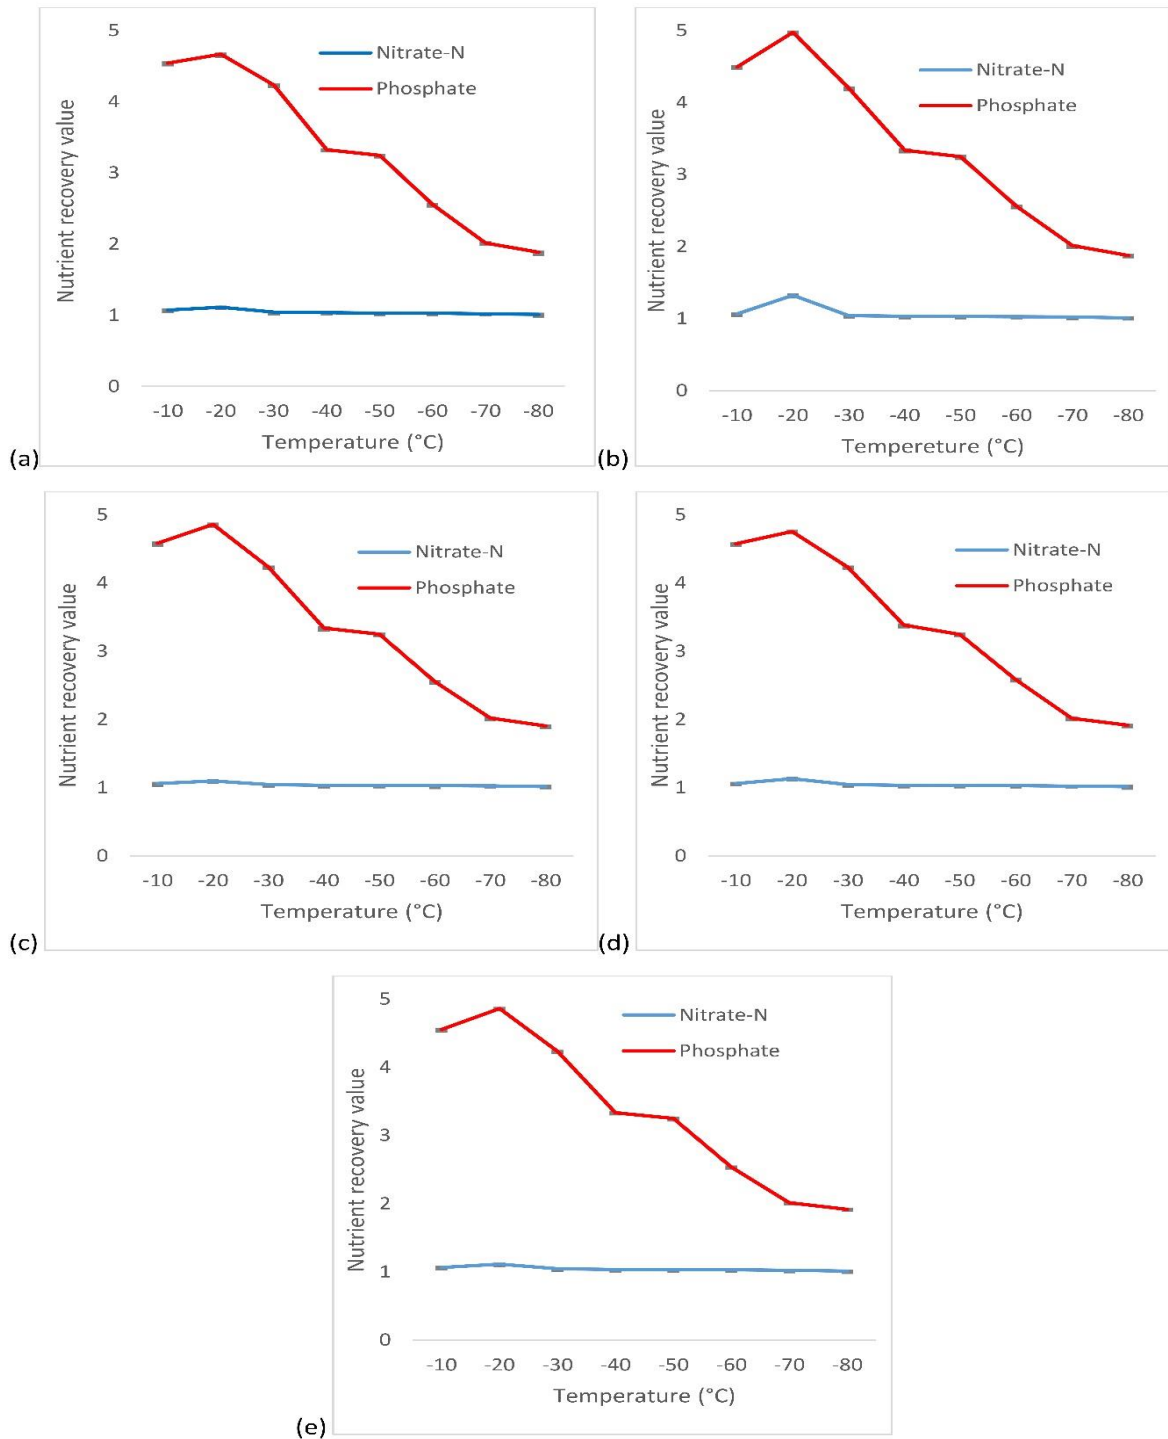 5
4
3
2
1
0
Nutrient recovery value
Nitrate-N
Phosphate
-10 -20 -30 -40 -50 -60 -70 -80
Temperature (°C)
(a)
5
4
3
2
1
0
Nutrient recovery value
Nitrate-N
Phosphate
-10 -20 -30 -40 -50 -60 -70 -80
Tempereture (°C)
(b)
5
4
3
2
1
0
Nutrient recovery value
Nitrate-N
Phosphate
-10 -20 -30 -40 -50 -60 -70 -80
Temperature (°C)
(c)
5
4
3
2
1
0
Nutrient recovery value
Nitrate-N
Phosphate
-10 -20 -30 -40 -50 -60 -70 -80
Temperature (°C)
(d)
5
4
3
2
1
0
Nutrient recovery value
Nitrate-N
Phosphate
-10 -20 -30 -40 -50 -60 -70 -80
Temperature (°C)
(e)